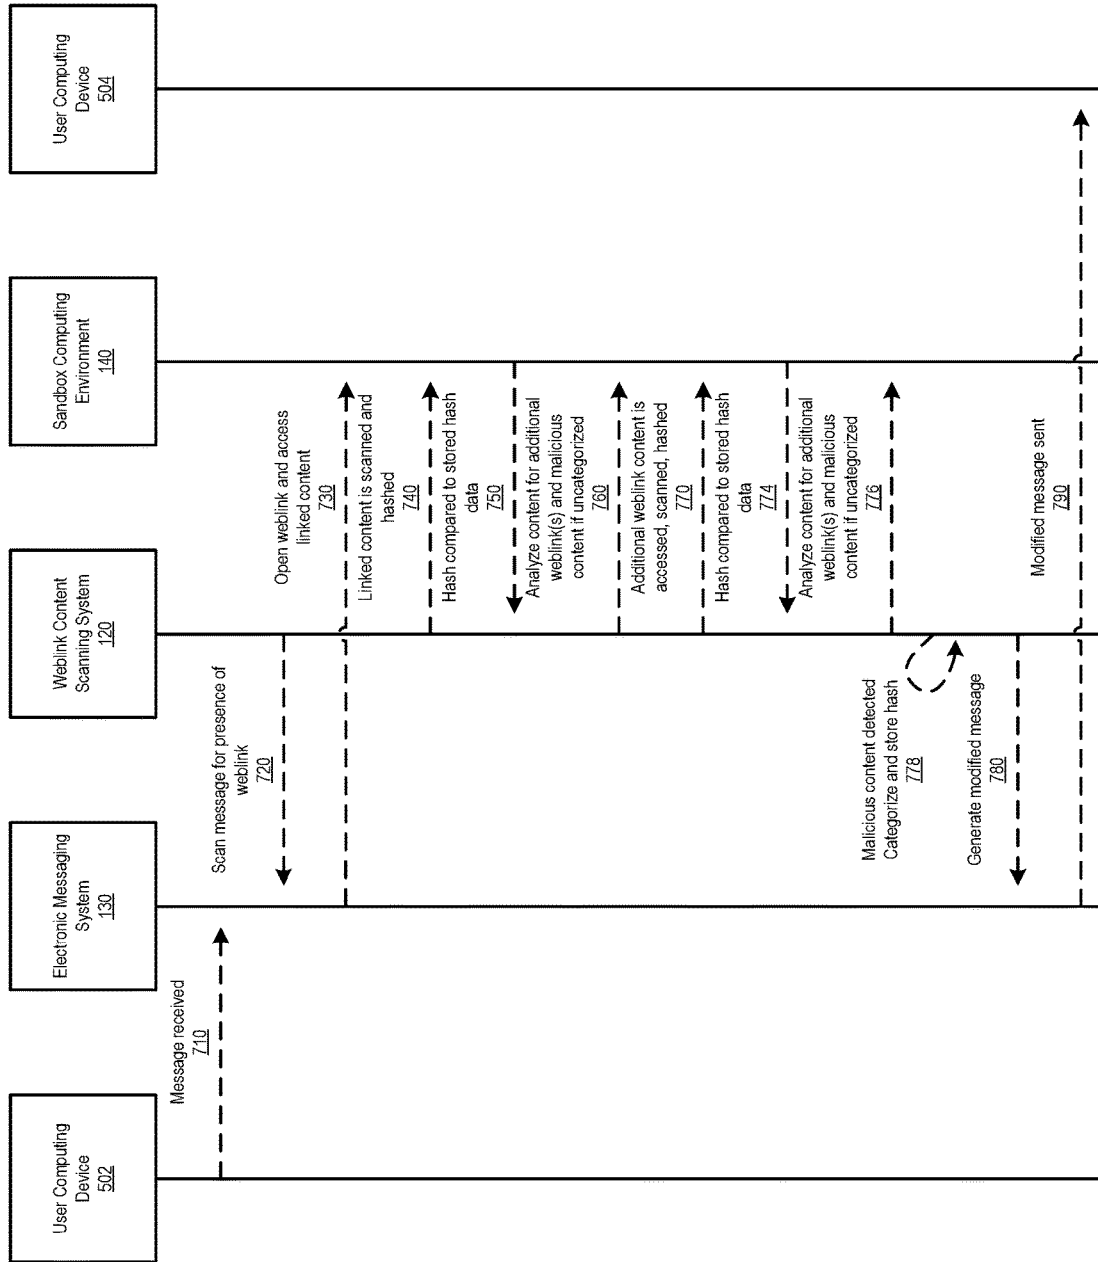 User Computing
Device
502
Electronic Messaging
System
130
Weblink Content
Scanning System
120
Sandbox Computing
Environment
140
User Computing
Device
504
Message received
710
Scan message for presence of
weblink
720
Open weblink and access
linked content
730
Linked content is scanned and
hashed
740
Hash compared to stored hash
data
750
Analyze content for additional
weblink(s) and malicious
content if uncategorized
760
Additional weblink content is
accessed, scanned, hashed
770
Hash compared to stored hash
data
774
Analyze content for additional
weblink(s) and malicious
content if uncategorized
776
Malicious content detected
Categorize and store hash
778
Generate modified message
780
Modified message sent
790